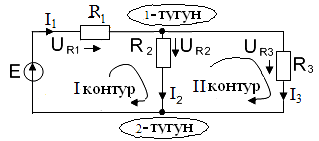 1-тугун
I1 R1
UR1
R2 UR2
UR3 R3
E
I контур I2 II контур I3
2-тугун